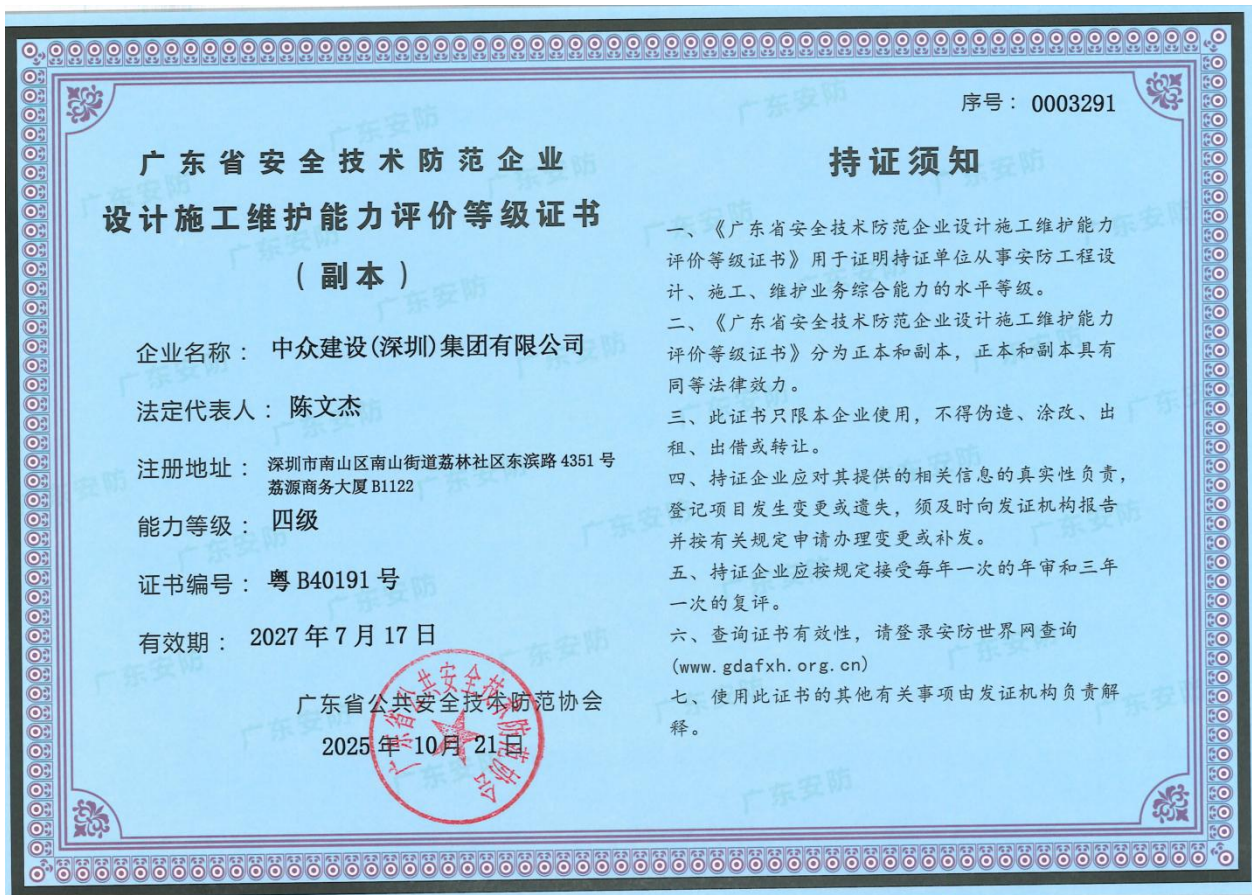 序号：0003291
广东省安全技术防范企业
设计施工维护能力评价等级证书
（副本）
企业名称：中众建设(深圳)集团有限公司
法定代表人：陈文杰
注册地址：深圳市南山区南山街道荔林社区东滨路4351号
荔源商务大厦B1122
能力等级：四级
证书编号：粤B40191号
有效期：2027年7月17日
广东省公共安全技术防范协会
2025年10月21日
广东省公共安全技术防范协会
持证须知
一、《广东省安全技术防范企业设计施工维护能力
评价等级证书》用于证明持证单位从事安防工程设
计、施工、维护业务综合能力的水平等级。
二、《广东省安全技术防范企业设计施工维护能力
评价等级证书》分为正本和副本，正本和副本具有
同等法律效力。
三、此证书只限本企业使用，不得伪造、涂改、出
租、出借或转让。
四、持证企业应对其提供的相关信息的真实性负责，
登记项目发生变更或遗失，须及时向发证机构报告
并按有关规定申请办理变更或补发。
五、持证企业应按规定接受每年一次的年审和三年
一次的复评。
六、查询证书有效性，请登录安防世界网查询
(www.gdafxh.org.cn)
七、使用此证书的其他有关事项由发证机构负责解
释。
广东安防